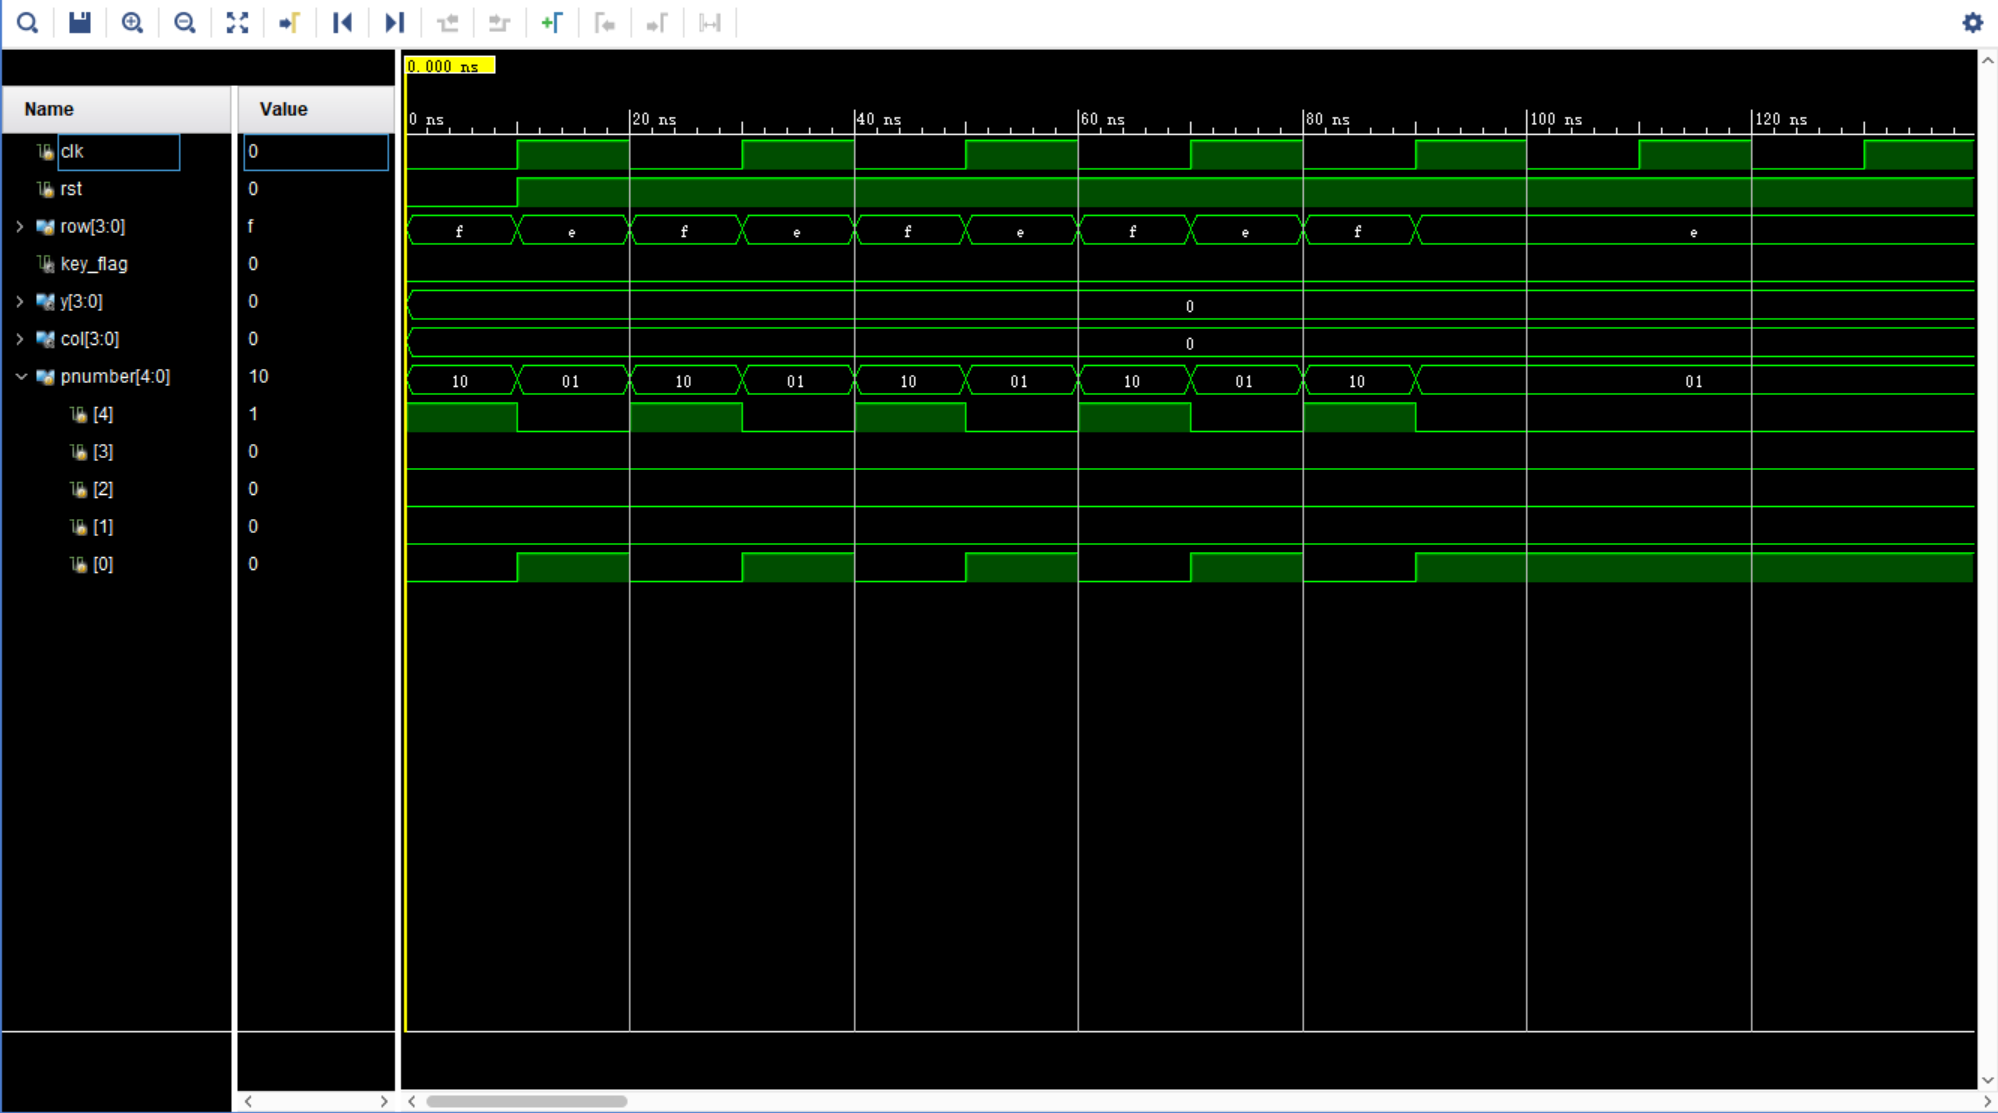 0.000 ns
Name Value
0 ns 20 ns 40 ns 60 ns 80 ns 100 ns 120 ns
clk 0
rst 0
row[3:0] f f e f e f e f e f e
key_flag 0
y[3:0] 0 0
col[3:0] 0 0
pnumber[4:0] 10 10 01 10 01 10 01 10 01 10 01
[4] 1
[3] 0
[2] 0
[1] 0
[0] 0